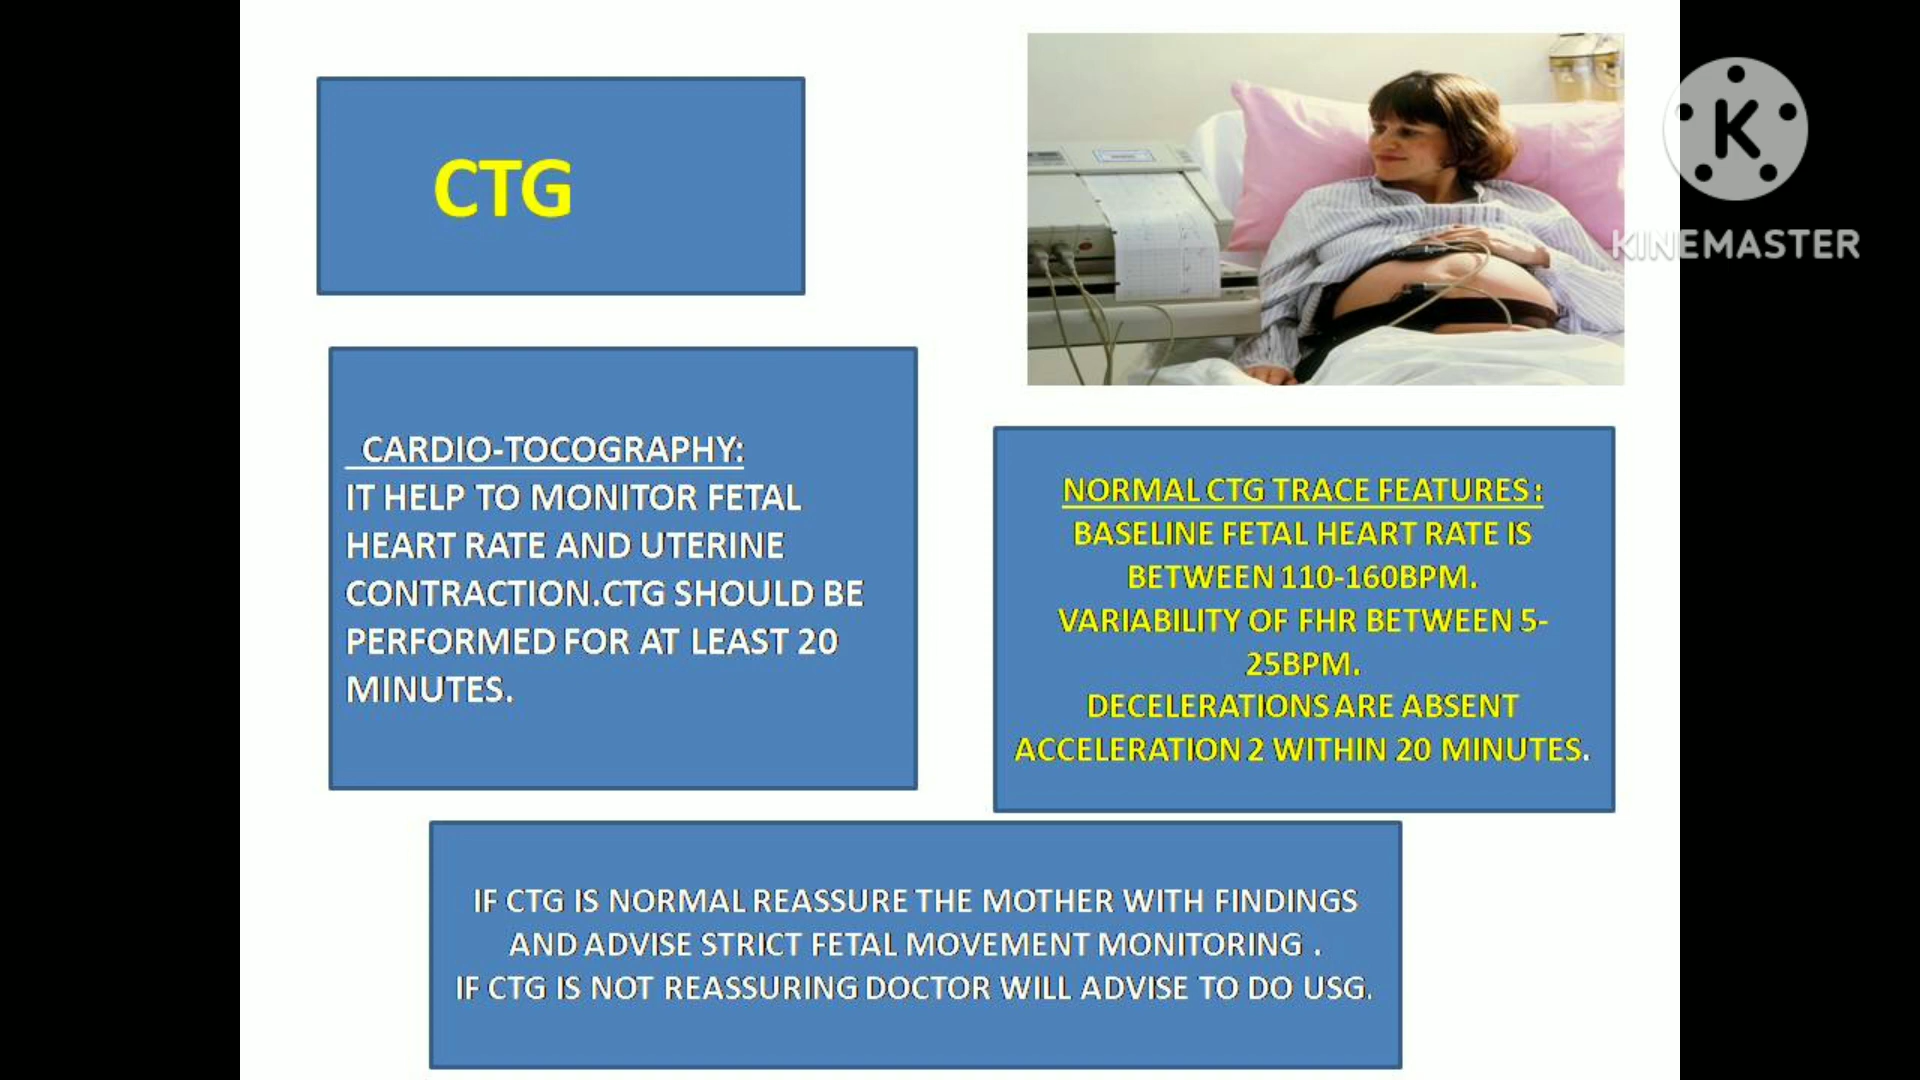 CTG
CARDIO-TOCOGRAPHY:
IT HELP TO MONITOR FETAL
HEART RATE AND UTERINE
CONTRACTION.CTG SHOULD BE
PERFORMED FOR AT LEAST 20
MINUTES.
NORMAL CTG TRACE FEATURES :
BASELINE FETAL HEART RATE IS
BETWEEN 110-160BPM.
VARIABILITY OF FHR BETWEEN 5-
25BPM.
DECELERATIONS ARE ABSENT
ACCELERATION 2 WITHIN 20 MINUTES.
IF CTG IS NORMAL REASSURE THE MOTHER WITH FINDINGS
AND ADVISE STRICT FETAL MOVEMENT MONITORING .
IF CTG IS NOT REASSURING DOCTOR WILL ADVISE TO DO USG.
K
KINEMASTER